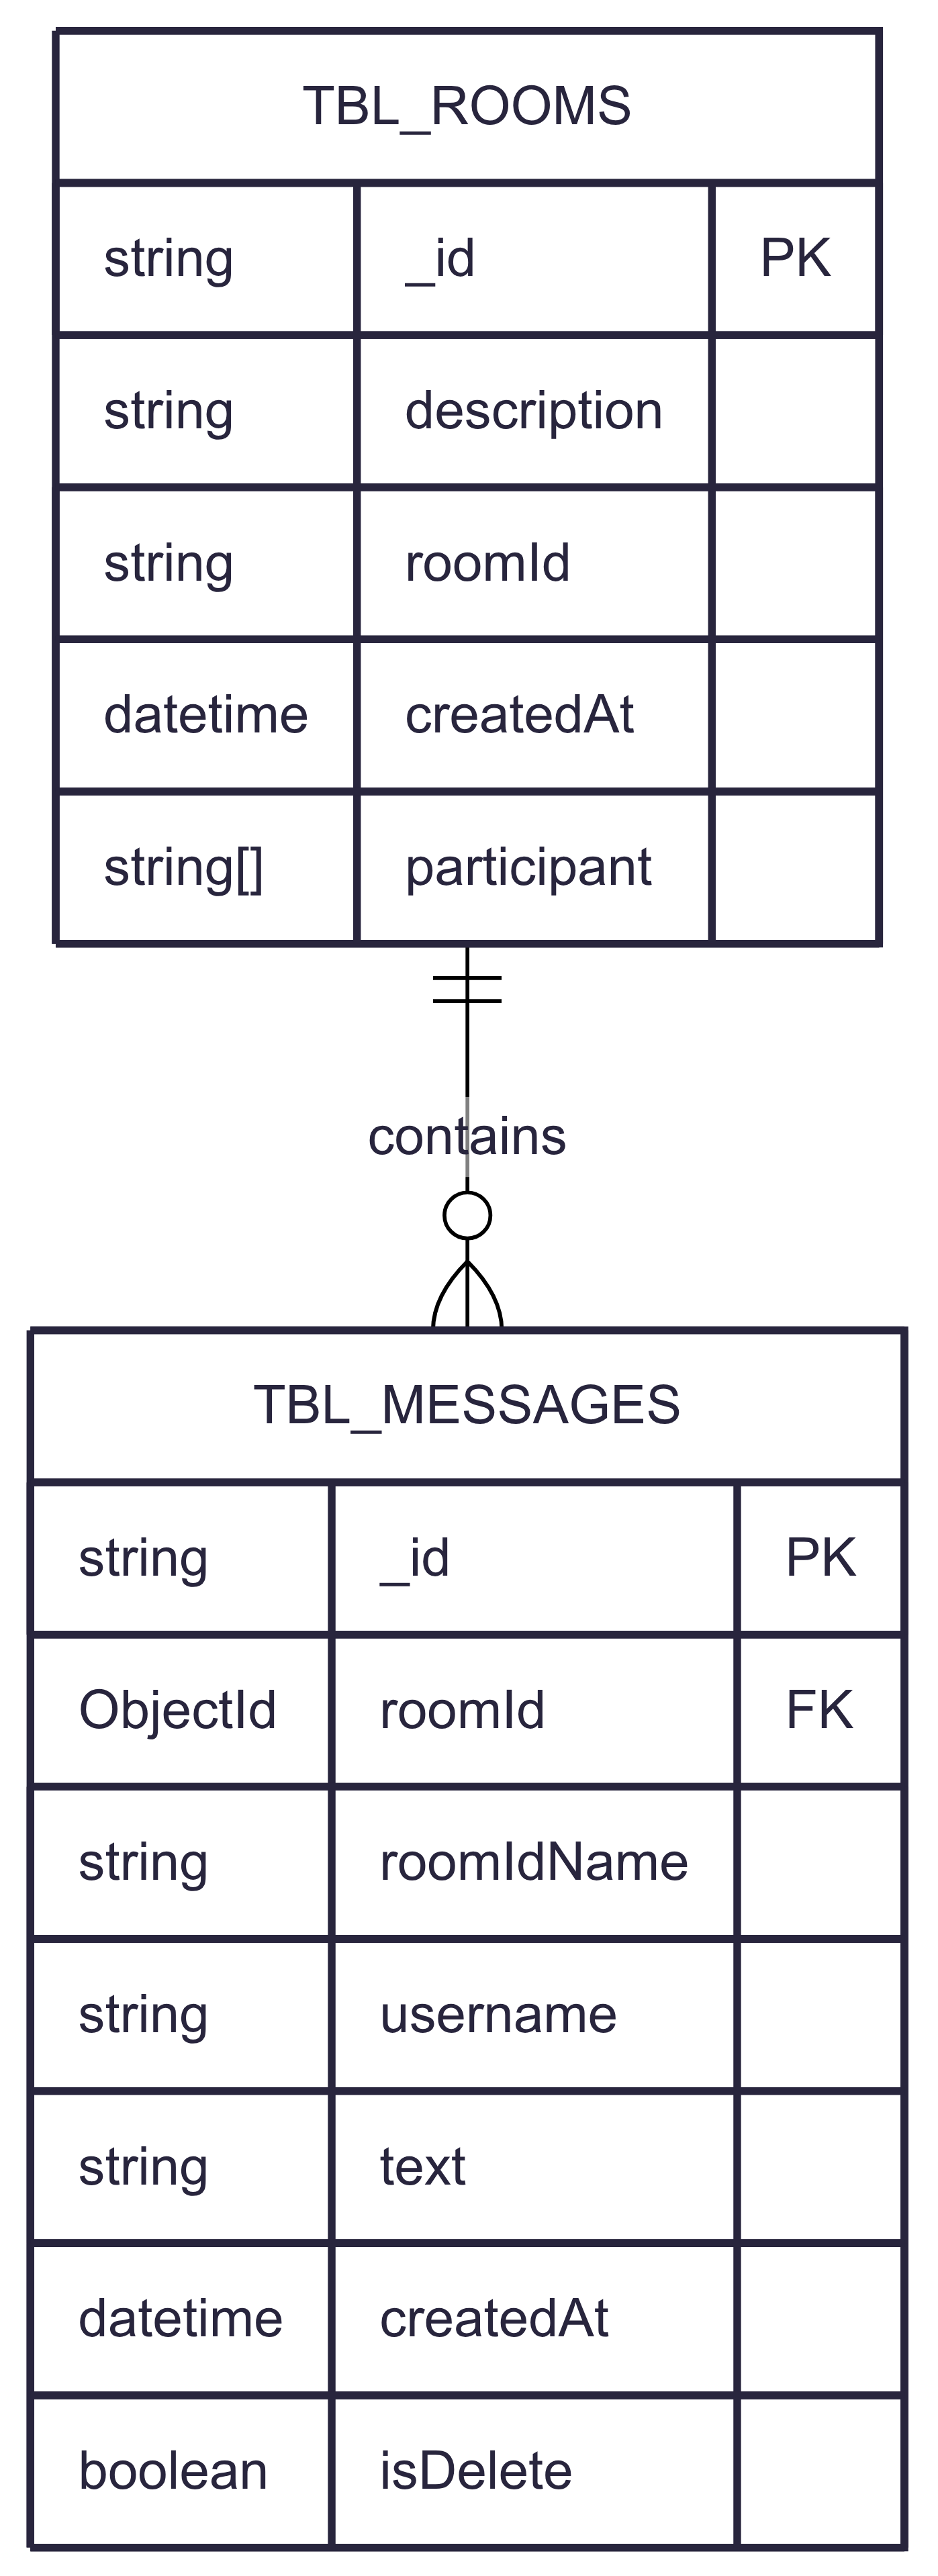 TBL_ROOMS
string _id PK
string description
string roomId
datetime createdAt
string[] participant
contains
TBL_MESSAGES
string _id PK
ObjectId roomId FK
string roomIdName
string username
string text
datetime createdAt
boolean isDelete